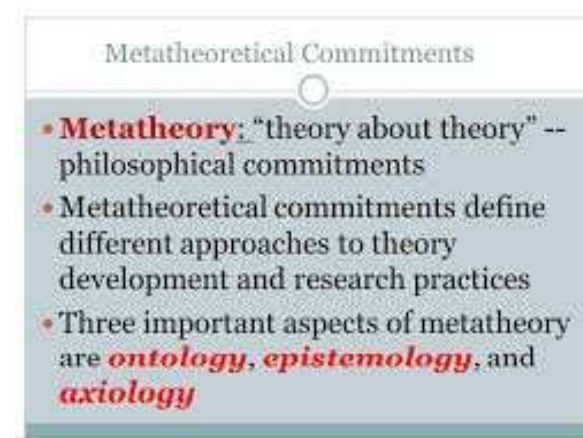 Metatheoretical Commitments
• Metatheory: “theory about theory” --
philosophical commitments
• Metatheoretical commitments define
different approaches to theory
development and research practices
• Three important aspects of metatheory
are ontology, epistemology, and
axiology